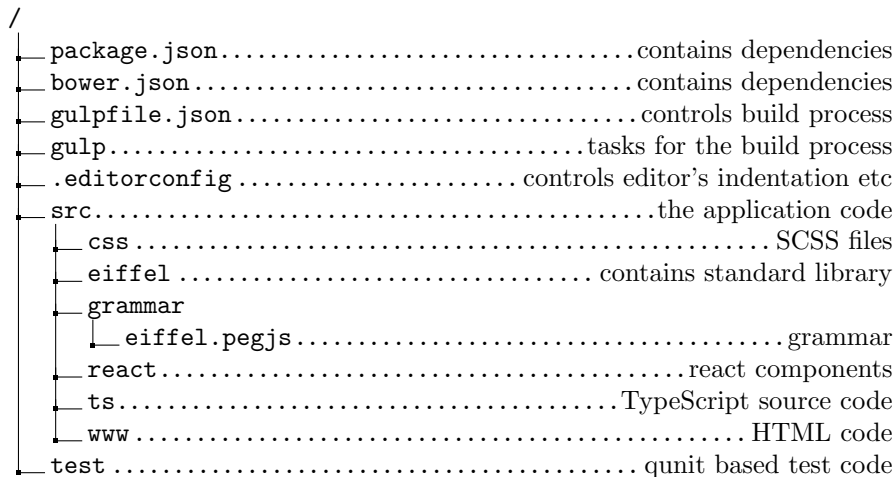 /
package.json......................................contains dependencies
bower.json........................................contains dependencies
gulpfile.json.....................................controls build process
gulp..............................................tasks for the build process
.editorconfig.........................controls editor's indentation etc
src...............................................the application code
css...............................................SCSS files
eiffel............................................contains standard library
grammar
eiffel.pegjs......................................grammar
react.............................................react components
ts................................................TypeScript source code
www...............................................HTML code
test..............................................qunit based test code